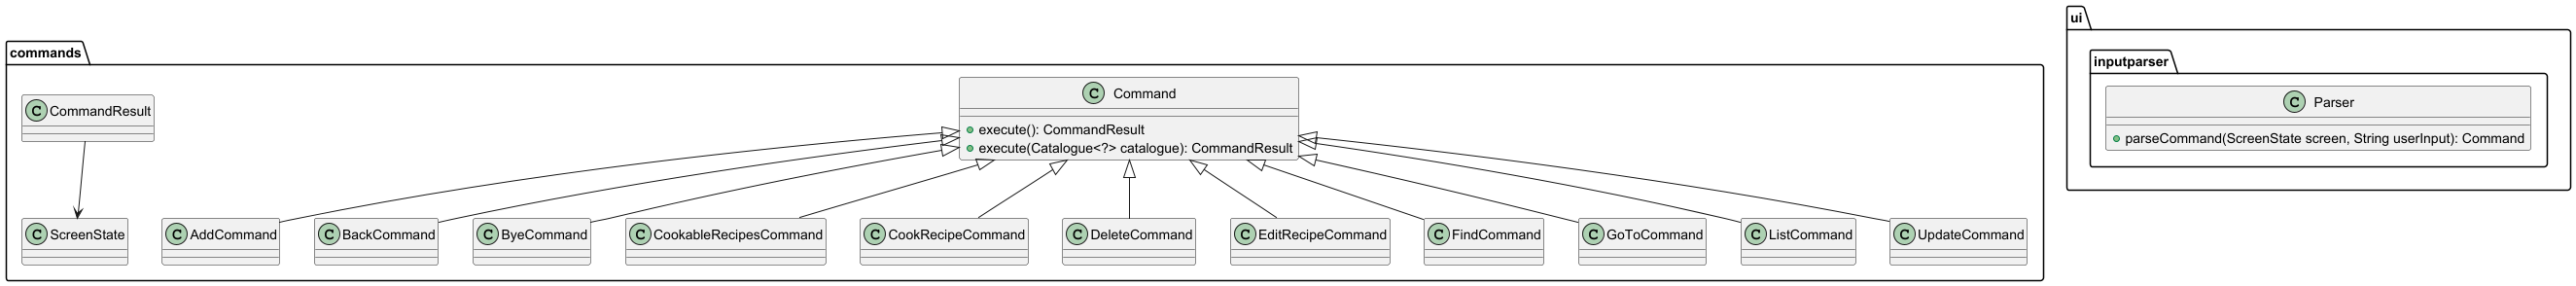 commands
C CommandResult
C Command
+ execute(): CommandResult
+ execute(Catalogue<?> catalogue): CommandResult
C ScreenState
C AddCommand
C BackCommand
C ByeCommand
C CookableRecipesCommand
C CookRecipeCommand
C DeleteCommand
C EditRecipeCommand
C FindCommand
C GoToCommand
C ListCommand
C UpdateCommand
ui
inputparser
C Parser
parseCommand(ScreenState screen, String userInput): Command